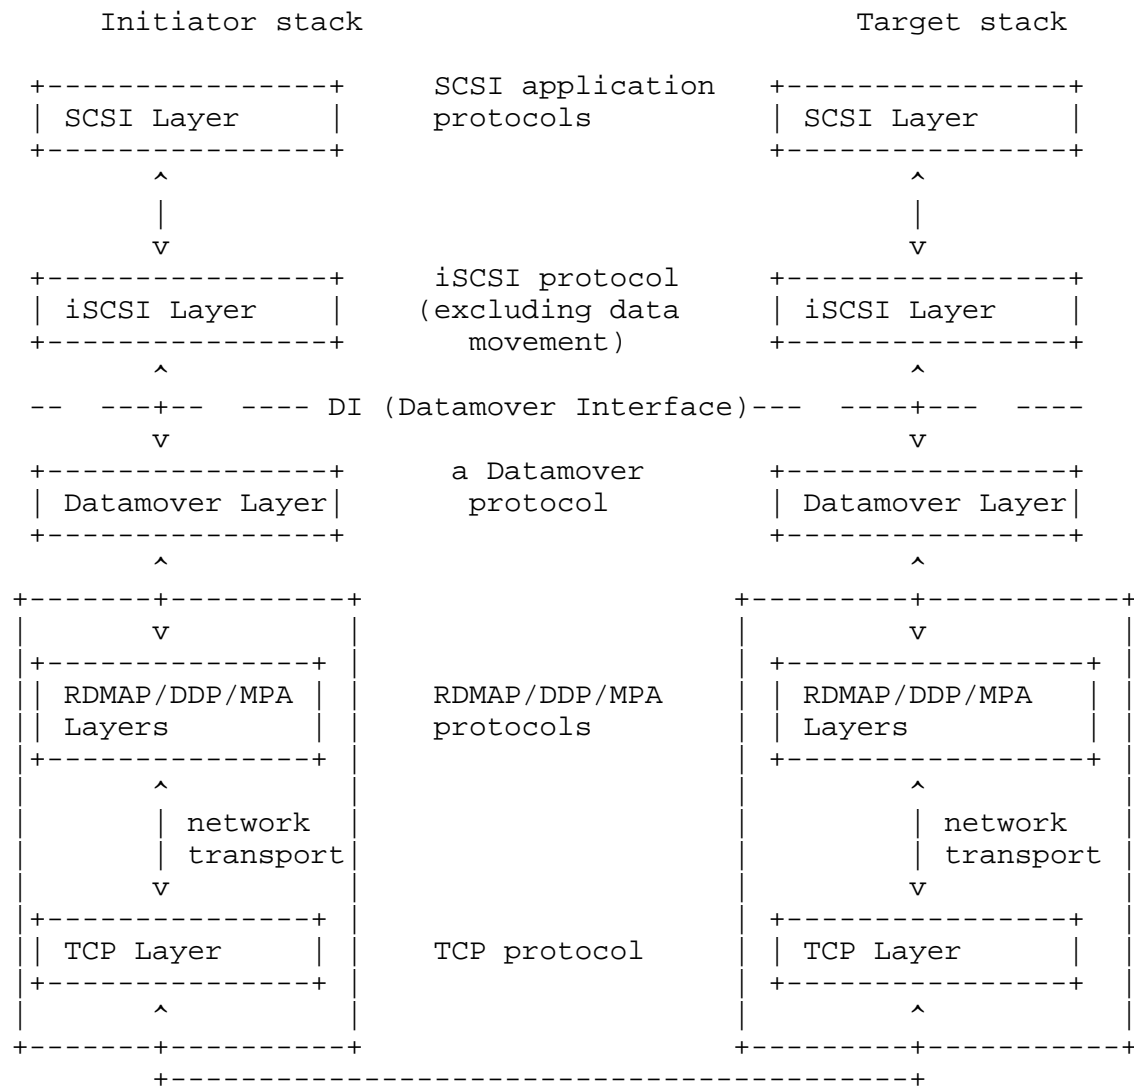 Initiator stack Target stack
SCSI application
SCSI Layer protocols SCSI Layer
iSCSI protocol
iSCSI Layer (excluding data iSCSI Layer
movement)
DI (Datamover Interface)
a Datamover
Datamover Layer protocol Datamover Layer
RDMAP/DDP/MPA RDMAP/DDP/MPA RDMAP/DDP/MPA
Layers protocols Layers
network network
transport transport
TCP Layer TCP protocol TCP Layer